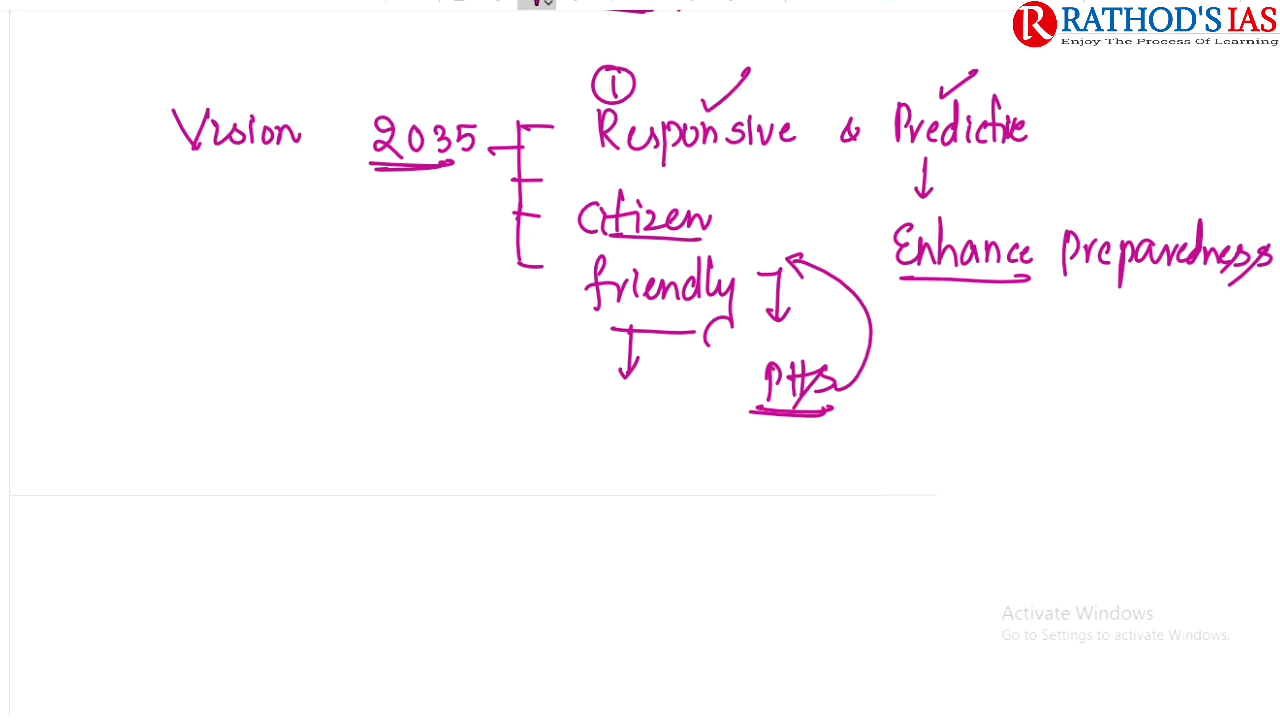 RATHOD'S IAS
Enjoy The Process Of Learning
1
Vision 2035 Responsive & Predictive
Citizen
Enhance Preparedness
friendly
PHS
Activate Windows
Go to Settings to activate Windows.